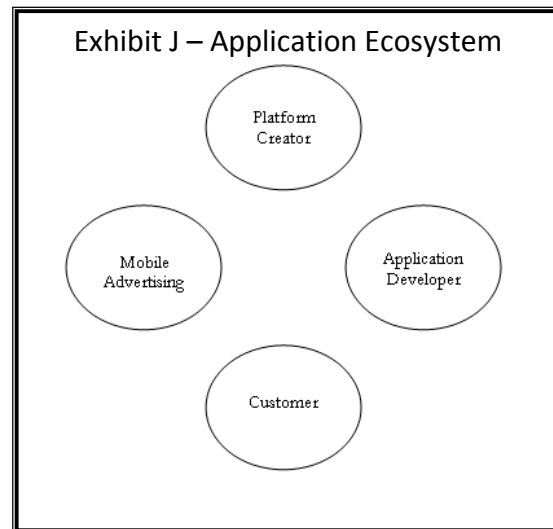 Exhibit J – Application Ecosystem
Platform
Creator
Mobile
Advertising
Application
Developer
Customer